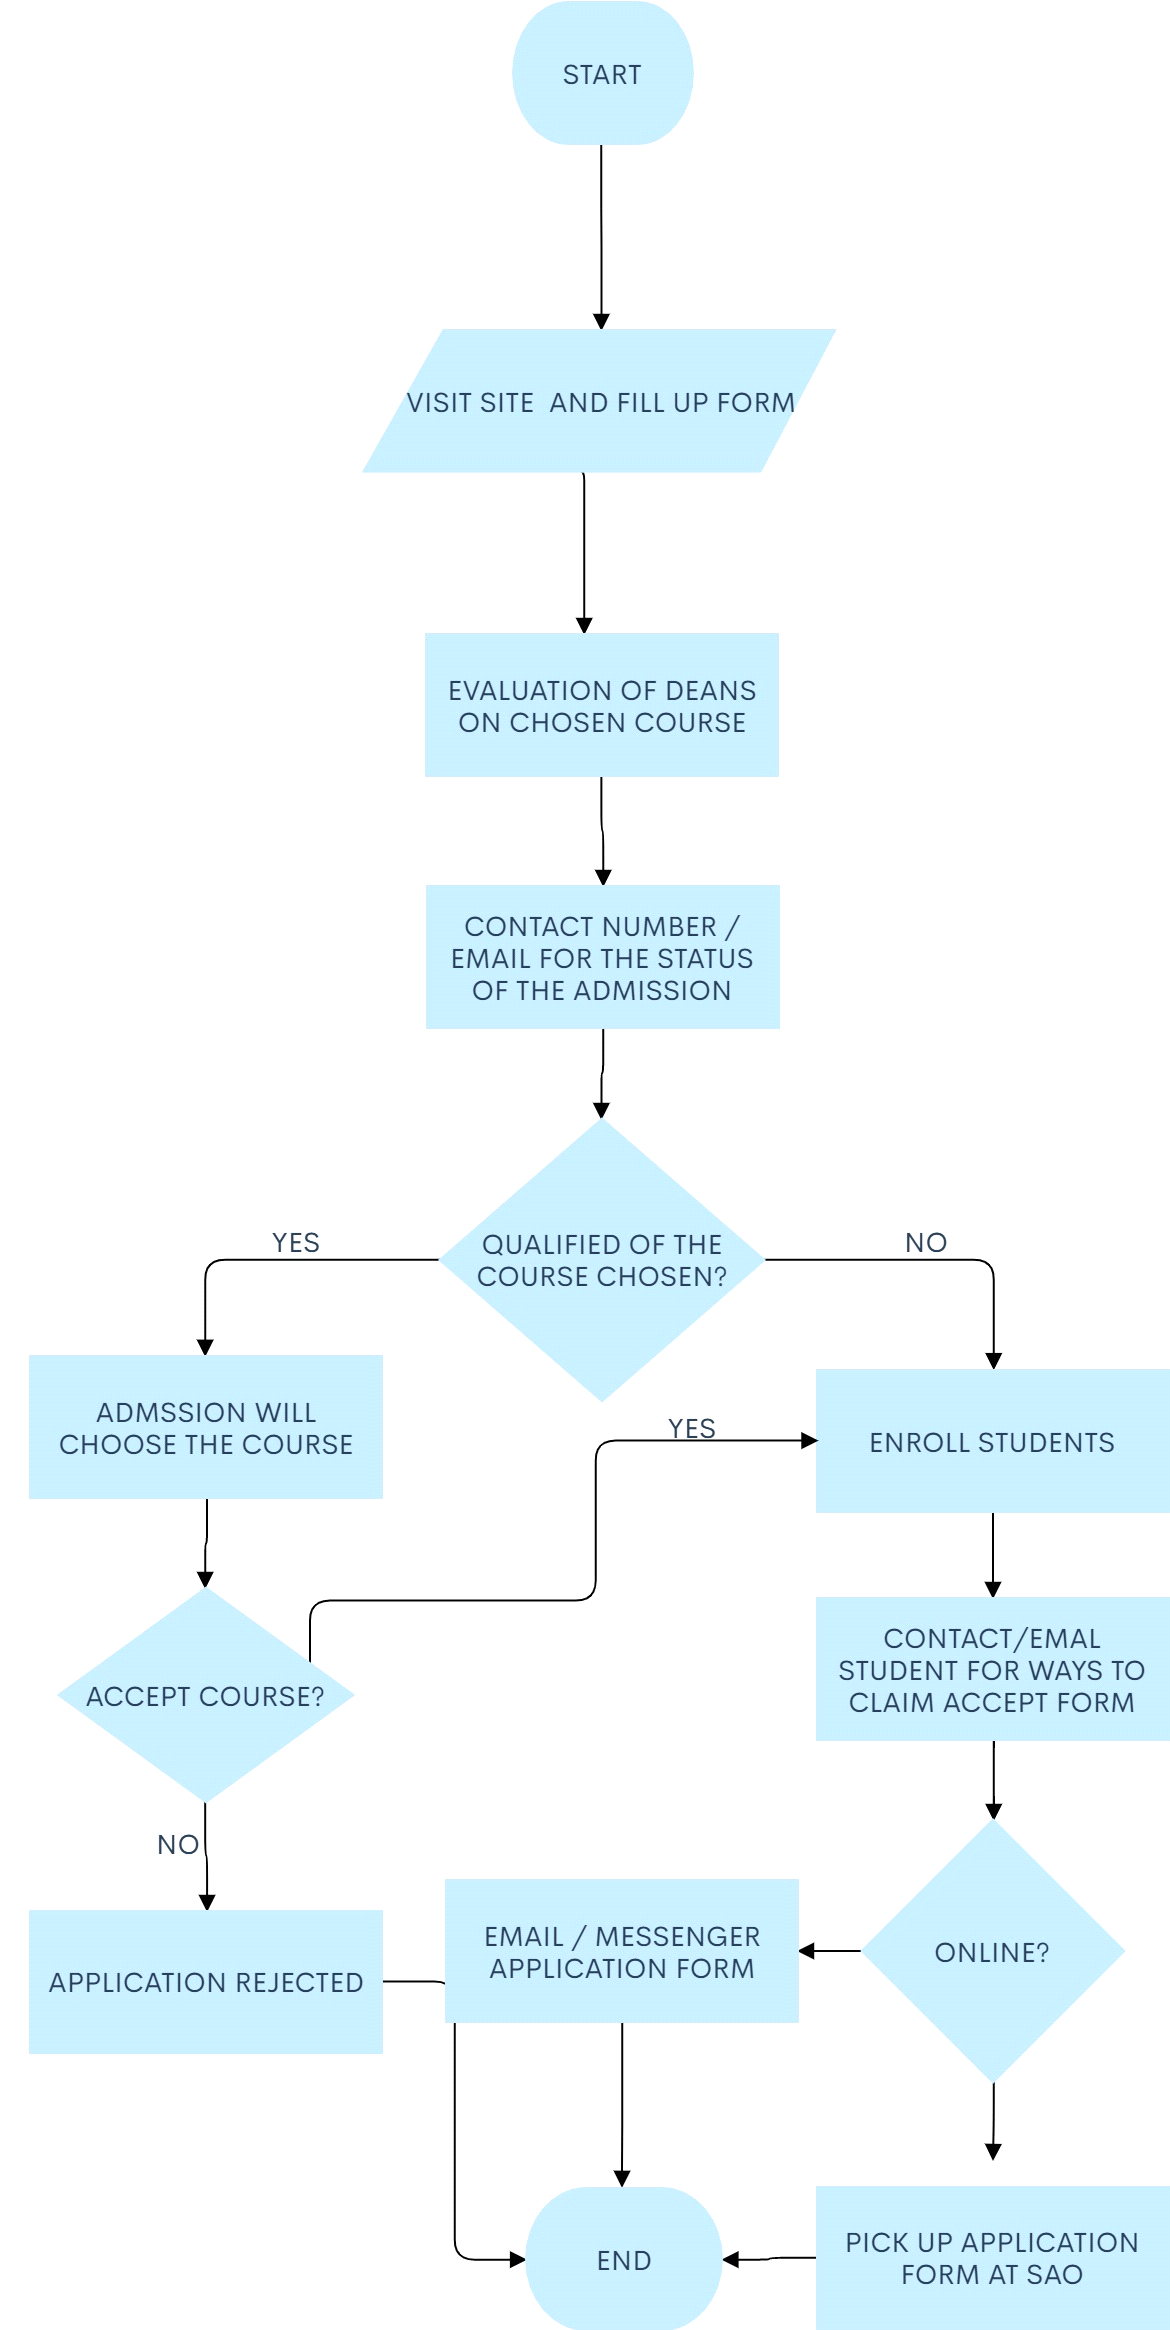 START
VISIT SITE  AND FILL UP FORM
EVALUATION OF DEANS
ON CHOSEN COURSE
CONTACT NUMBER /
EMAIL FOR THE STATUS
OF THE ADMISSION
QUALIFIED OF THE
COURSE CHOSEN?
YES
NO
ADMSSION WILL
CHOOSE THE COURSE
YES
ENROLL STUDENTS
CONTACT/EMAL
STUDENT FOR WAYS TO
CLAIM ACCEPT FORM
ACCEPT COURSE?
NO
APPLICATION REJECTED
EMAIL / MESSENGER
APPLICATION FORM
ONLINE?
END
PICK UP APPLICATION
FORM AT SAO